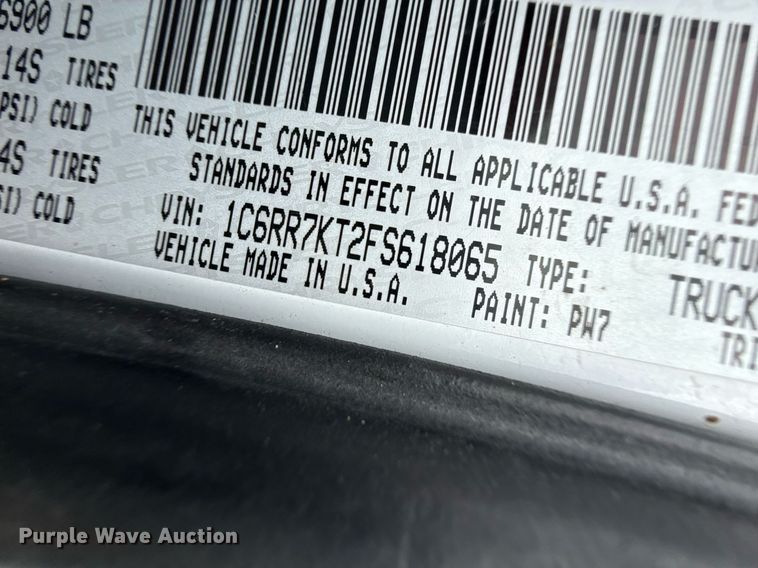 6900 LB
14S TIRES
PSI) COLD
4S TIRES
SI) COLD
THIS VEHICLE CONFORMS TO ALL APPLICABLE U.S.A. FED
STANDARDS IN EFFECT ON THE DATE OF MANUFACTU
VIN: 1C6RR7KT2FS618065 TYPE: TRUCK
VEHICLE MADE IN U.S.A. PAINT: PW7 TRI
Purple Wave Auction